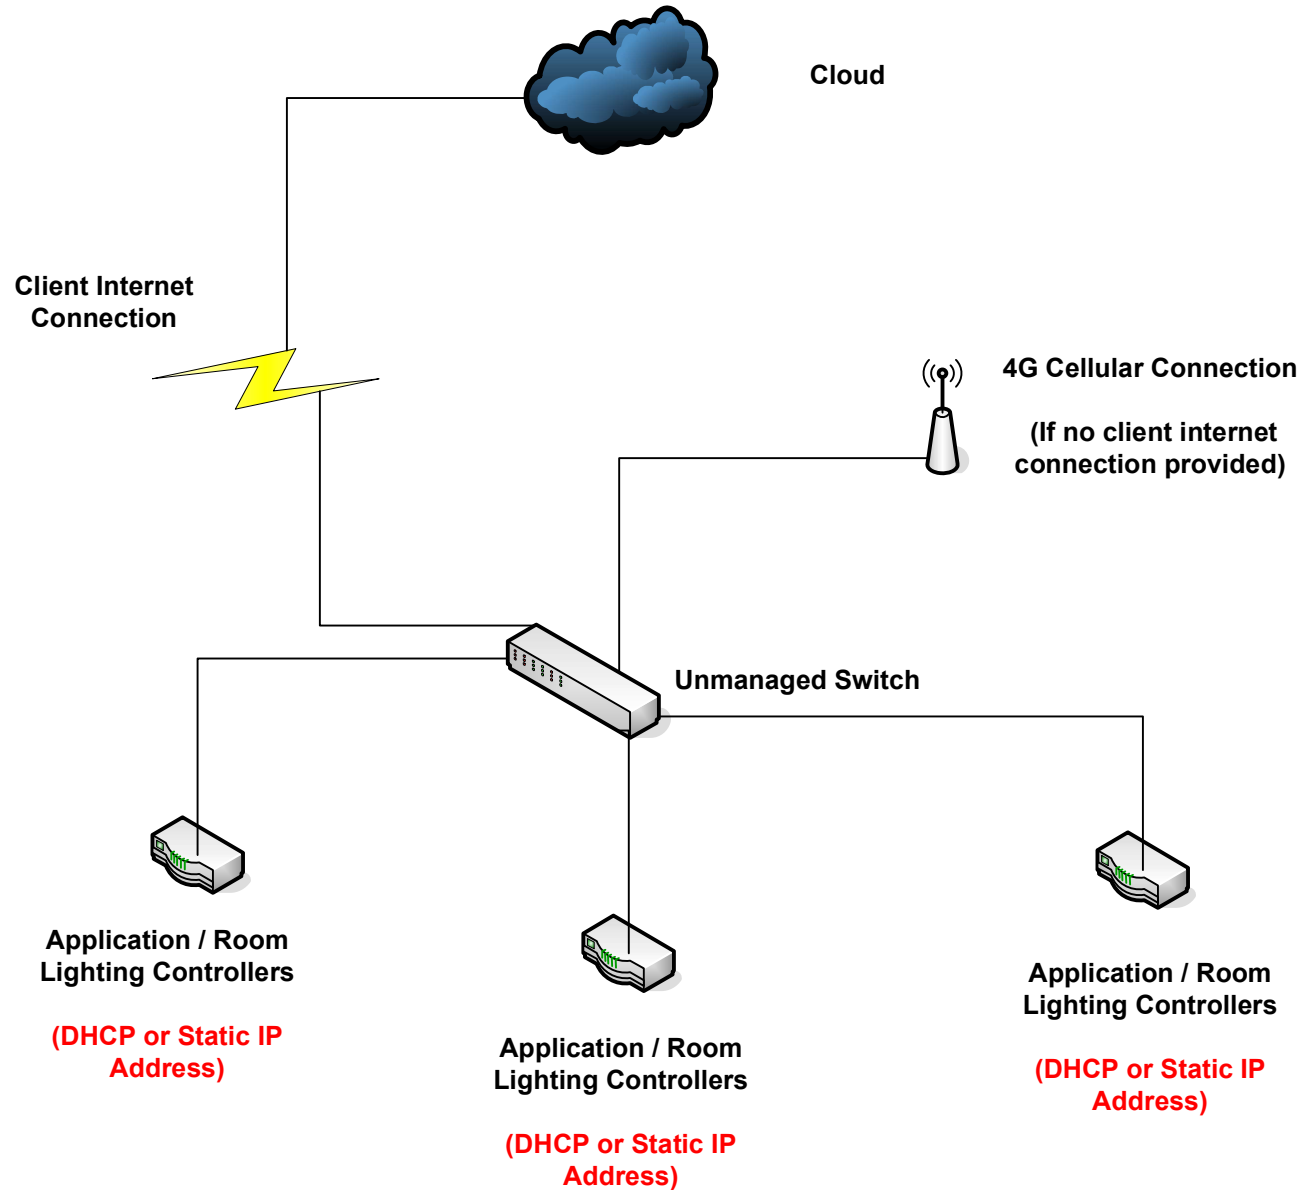 Cloud
Client Internet
Connection
4G Cellular Connection
(If no client internet
connection provided)
Unmanaged Switch
Application / Room
Lighting Controllers
(DHCP or Static IP
Address)
Application / Room
Lighting Controllers
(DHCP or Static IP
Address)
Application / Room
Lighting Controllers
(DHCP or Static IP
Address)